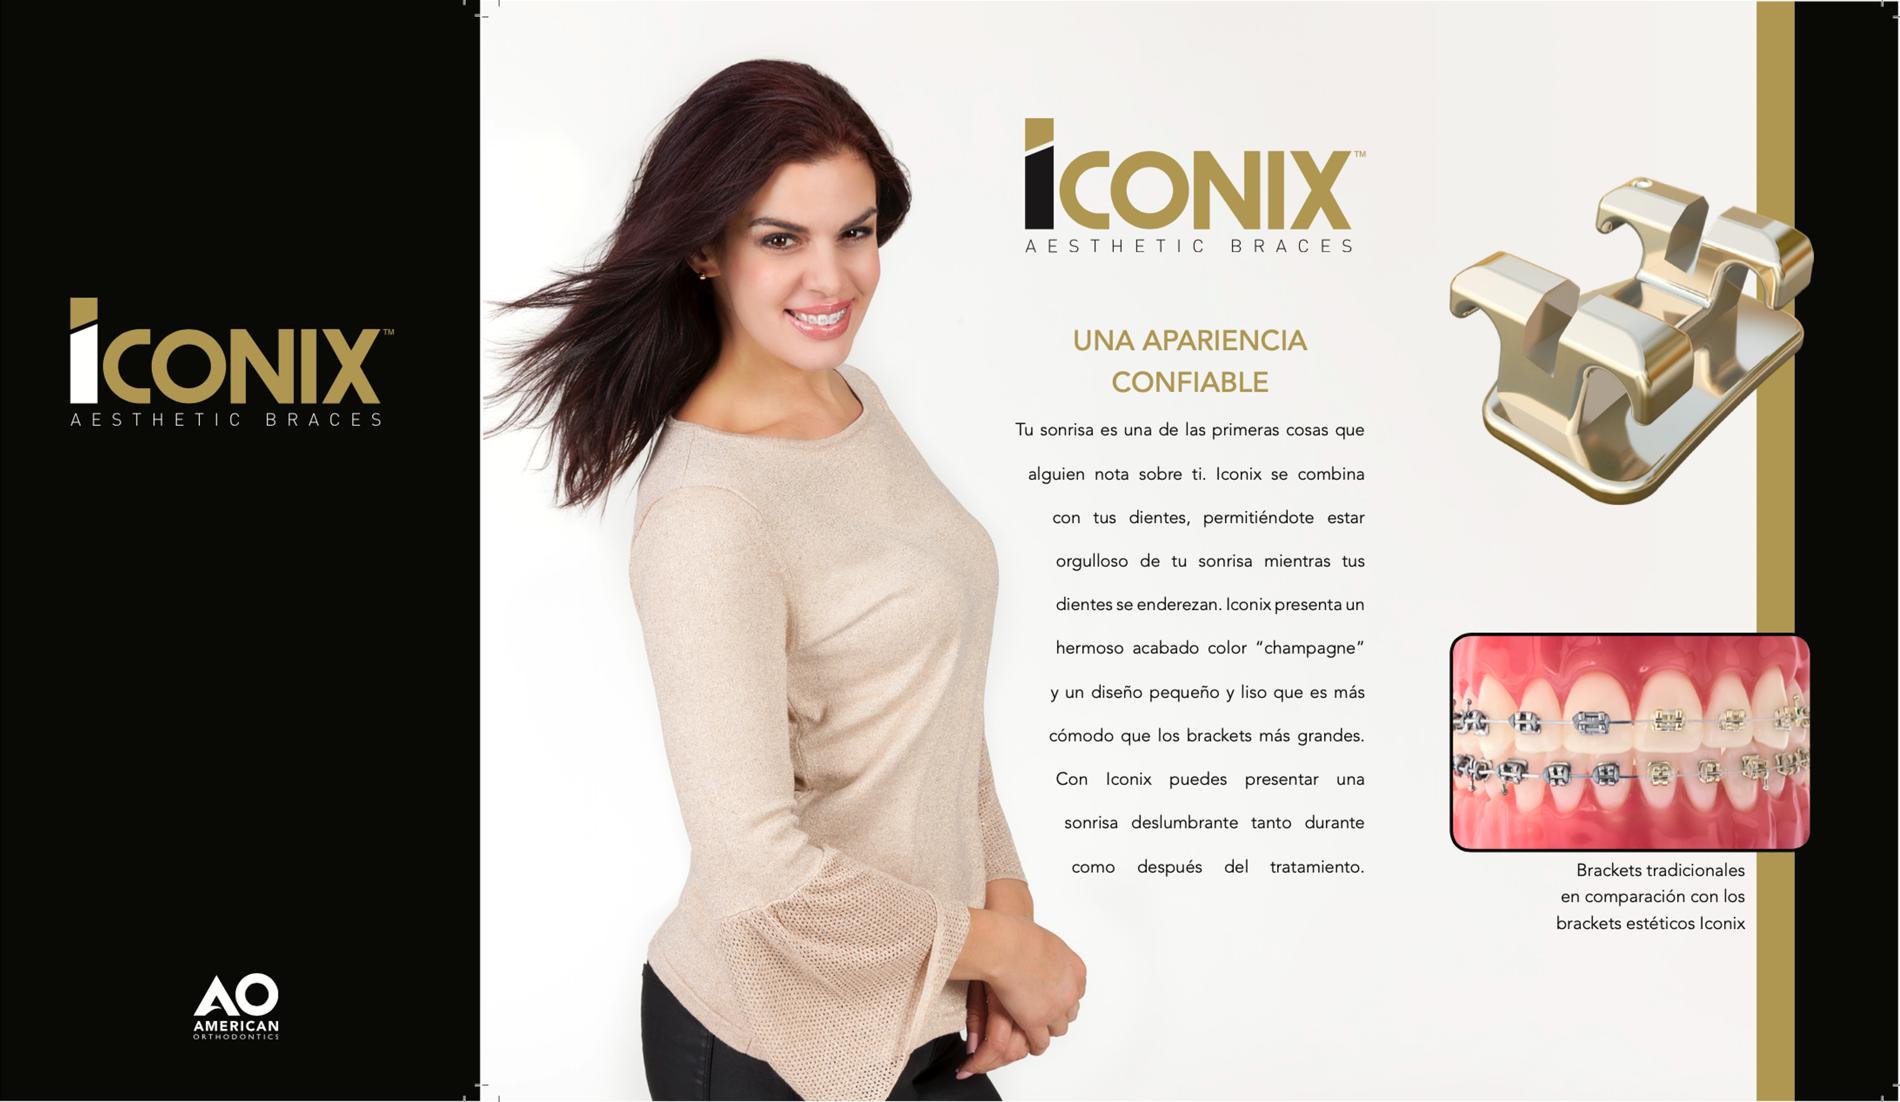 iCONIX™
AESTHETIC BRACES
AO
AMERICAN
ORTHODONTICS
iCONIX™
AESTHETIC BRACES
UNA APARIENCIA
CONFIABLE
Tu sonrisa es una de las primeras cosas que
alguien nota sobre ti. Iconix se combina
con tus dientes, permitiéndote estar
orgulloso de tu sonrisa mientras tus
dientes se enderezan. Iconix presenta un
hermoso acabado color “champagne”
y un diseño pequeño y liso que es más
cómodo que los brackets más grandes.
Con Iconix puedes presentar una
sonrisa deslumbrante tanto durante
como después del tratamiento.
Brackets tradicionales
en comparación con los
brackets estéticos Iconix